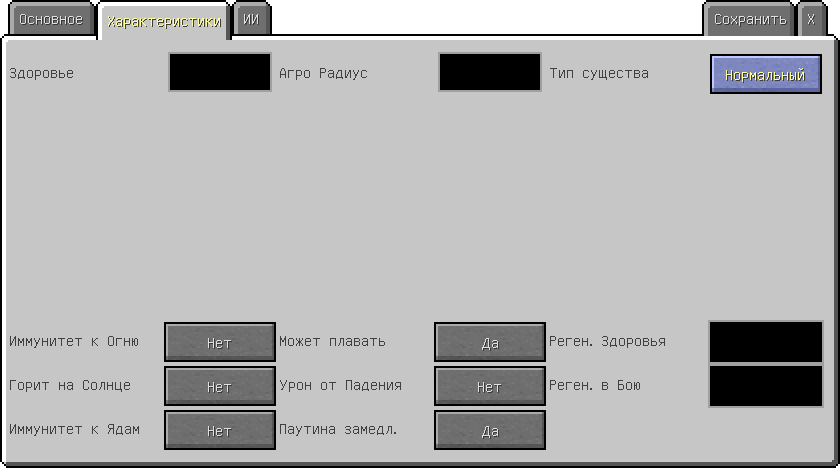 Основное Характеристики ИИ Сохранить X
Здоровье Агро Радиус Тип существа Нормальный
Иммунитет к Огню Нет Может плавать Да Реген. Здоровья
Горит на Солнце Нет Урон от Падения Нет Реген. в Бою
Иммунитет к Ядам Нет Паутина замедл. Да